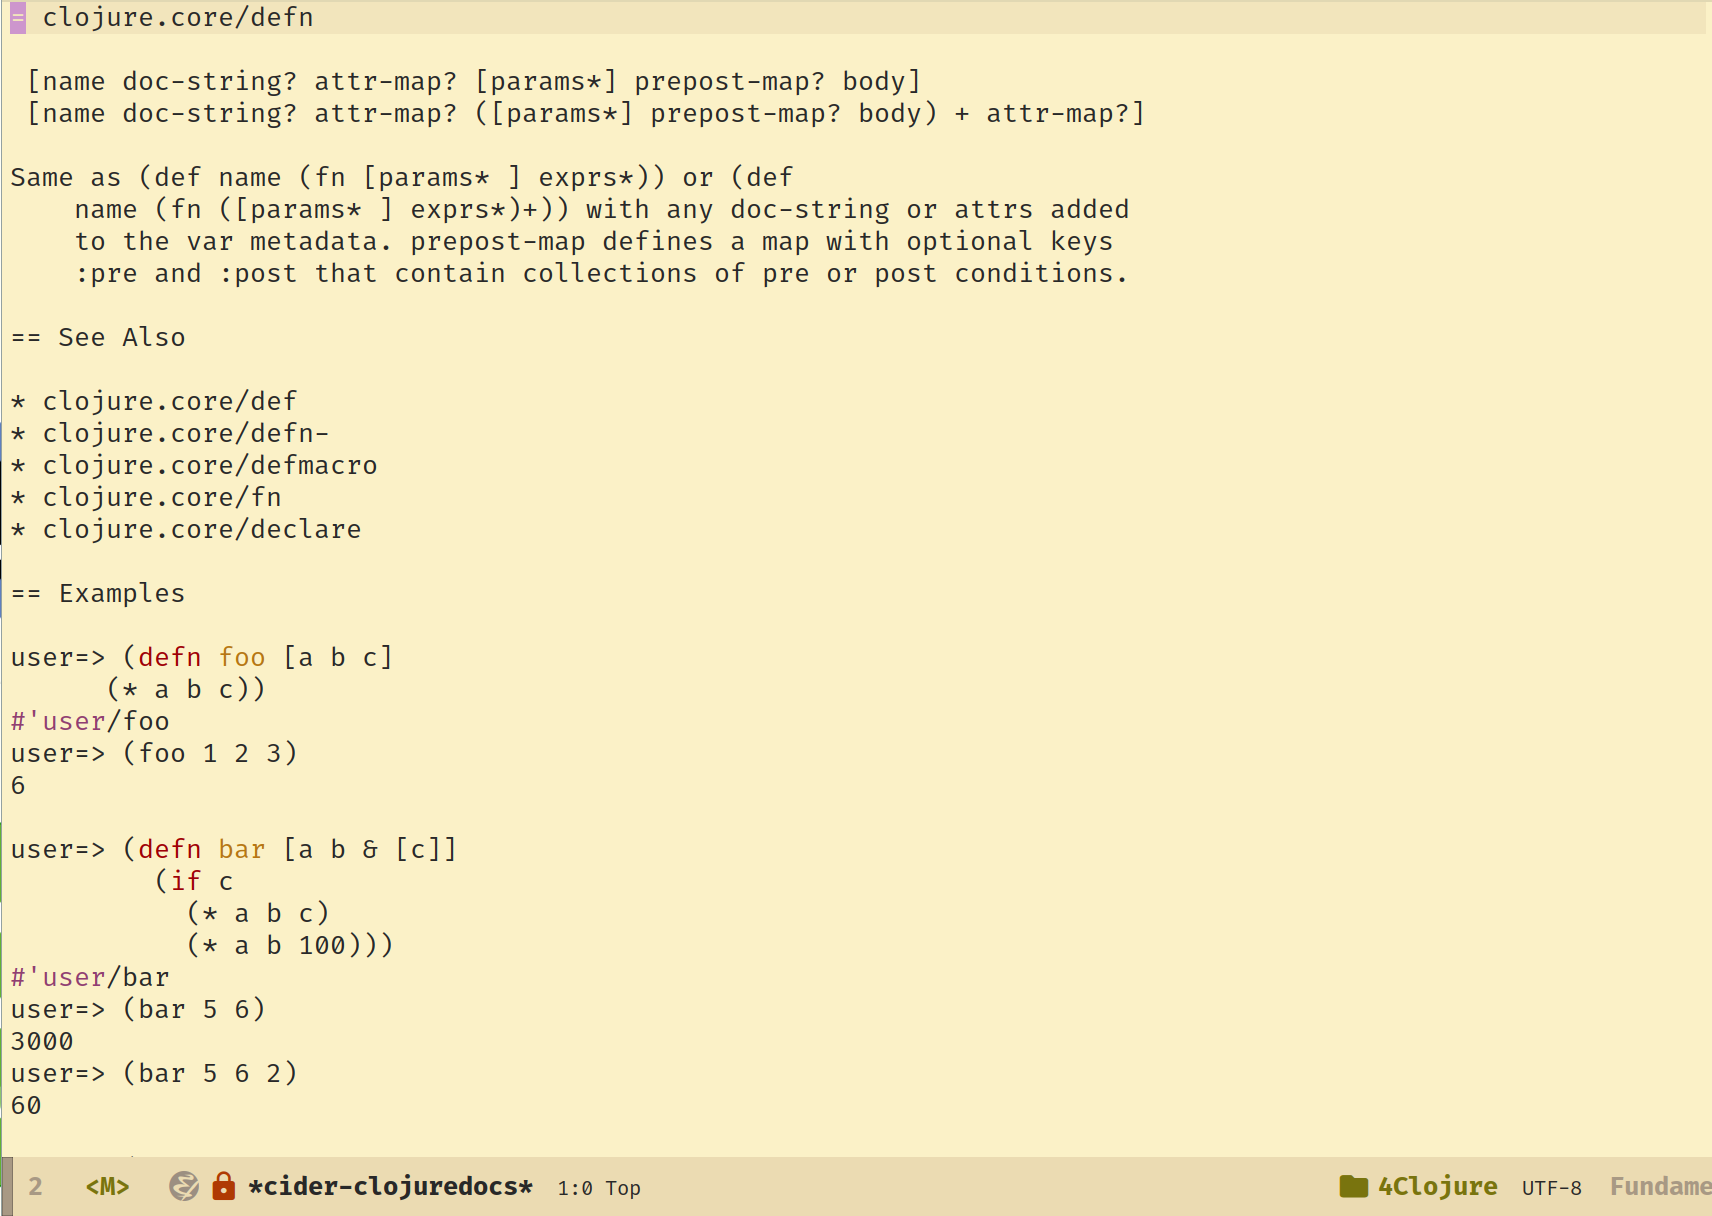 = clojure.core/defn
[name doc-string? attr-map? [params*] prepost-map? body]
[name doc-string? attr-map? ([params*] prepost-map? body) + attr-map?]
Same as (def name (fn [params* ] exprs*)) or (def
name (fn ([params* ] exprs*)+)) with any doc-string or attrs added
to the var metadata. prepost-map defines a map with optional keys
:pre and :post that contain collections of pre or post conditions.
== See Also
* clojure.core/def
* clojure.core/defn-
* clojure.core/defmacro
* clojure.core/fn
* clojure.core/declare
== Examples
user=> (defn foo [a b c]
(* a b c))
#'user/foo
user=> (foo 1 2 3)
6
user=> (defn bar [a b & [c]]
(if c
(* a b c)
(* a b 100)))
#'user/bar
user=> (bar 5 6)
3000
user=> (bar 5 6 2)
60
2 <M> *cider-clojuredocs* 1:0 Top 4Clojure UTF-8 Fundame